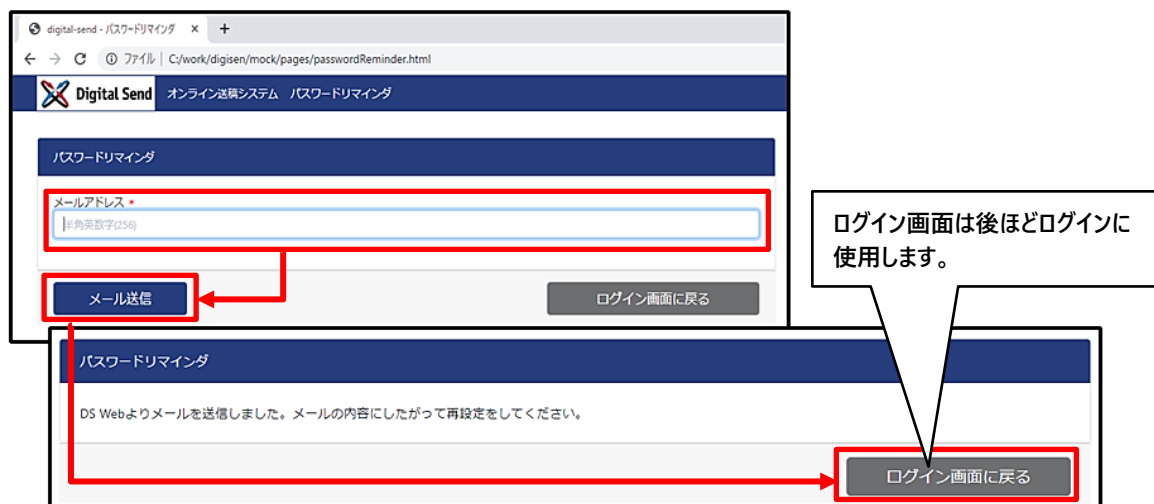 digital-send - パスワードリマインダ × +
ファイル | C:/work/digisen/mock/pages/passwordReminder.html
Digital Send オンライン送稿システム パスワードリマインダ
パスワードリマインダ
メールアドレス *
半角英数字(256)
メール送信 ログイン画面に戻る
ログイン画面は後ほどログインに
使用します。
パスワードリマインダ
DS Webよりメールを送信しました。メールの内容にしたがって再設定をしてください。
ログイン画面に戻る